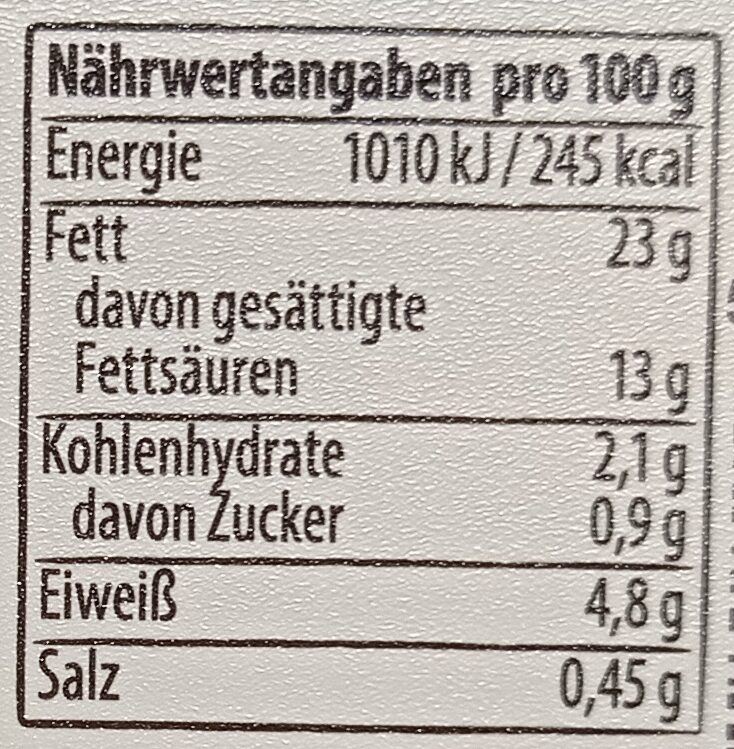 Nährwertangaben pro 100 g
Energie 1010 kJ / 245 kcal
Fett 23 g
davon gesättigte
Fettsäuren 13 g
Kohlenhydrate 2,1 g
davon Zucker 0,9 g
Eiweiß 4,8 g
Salz 0,45 g